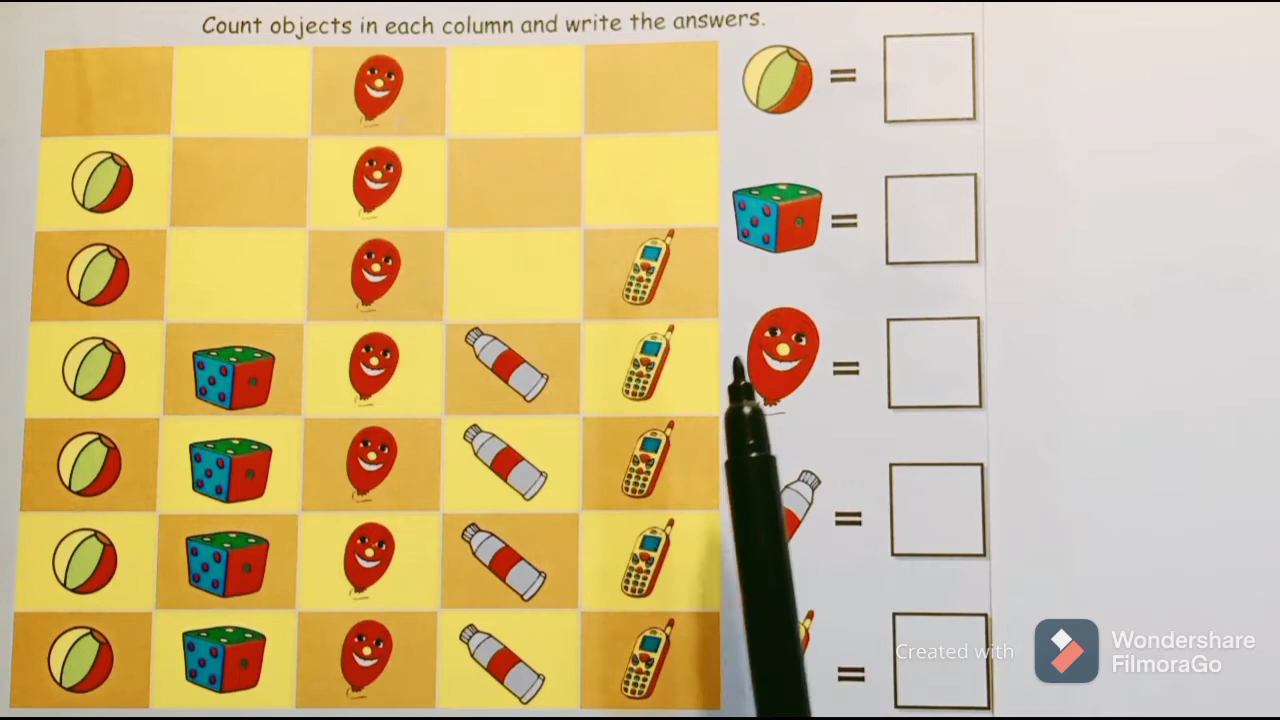 Count objects in each column and write the answers.
=
=
=
=
=
Created with
Wondershare
FilmoraGo